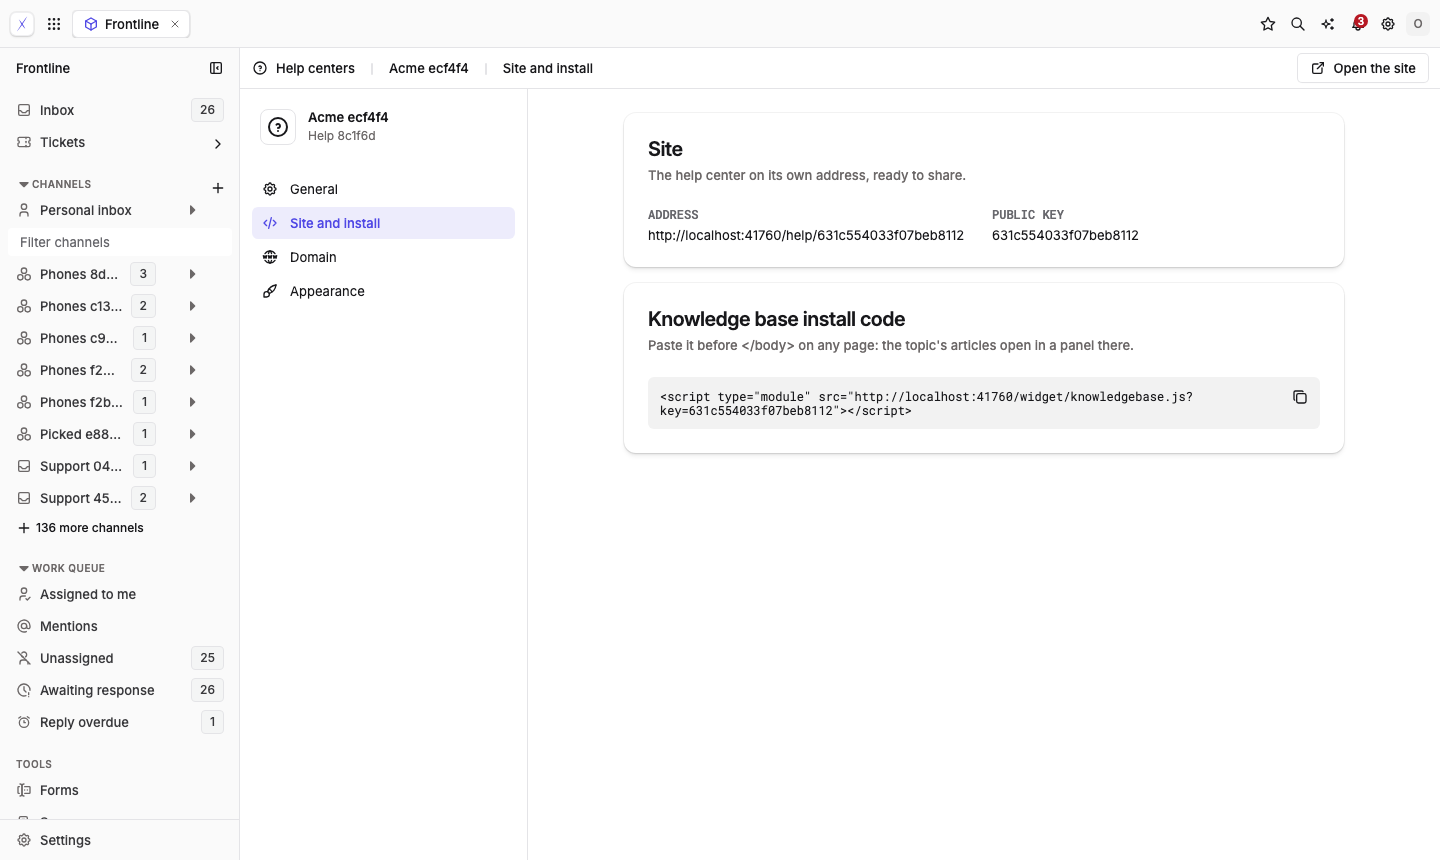 Frontline
3
O
Frontline
Inbox 26
Tickets
CHANNELS
Personal inbox
Filter channels
Phones 8d... 3
Phones c13... 2
Phones c9... 1
Phones f2... 2
Phones f2b... 1
Picked e88... 1
Support 04... 1
Support 45... 2
136 more channels
WORK QUEUE
Assigned to me
Mentions
Unassigned 25
Awaiting response 26
Reply overdue 1
TOOLS
Forms
Settings
Help centers | Acme ecf4f4 | Site and install
Open the site
Acme ecf4f4
Help 8c1f6d
General
Site and install
Domain
Appearance
Site
The help center on its own address, ready to share.
ADDRESS PUBLIC KEY
http://localhost:41760/help/631c554033f07beb8112 631c554033f07beb8112
Knowledge base install code
Paste it before </body> on any page: the topic's articles open in a panel there.
<script type="module" src="http://localhost:41760/widget/knowledgebase.js?
key=631c554033f07beb8112"></script>